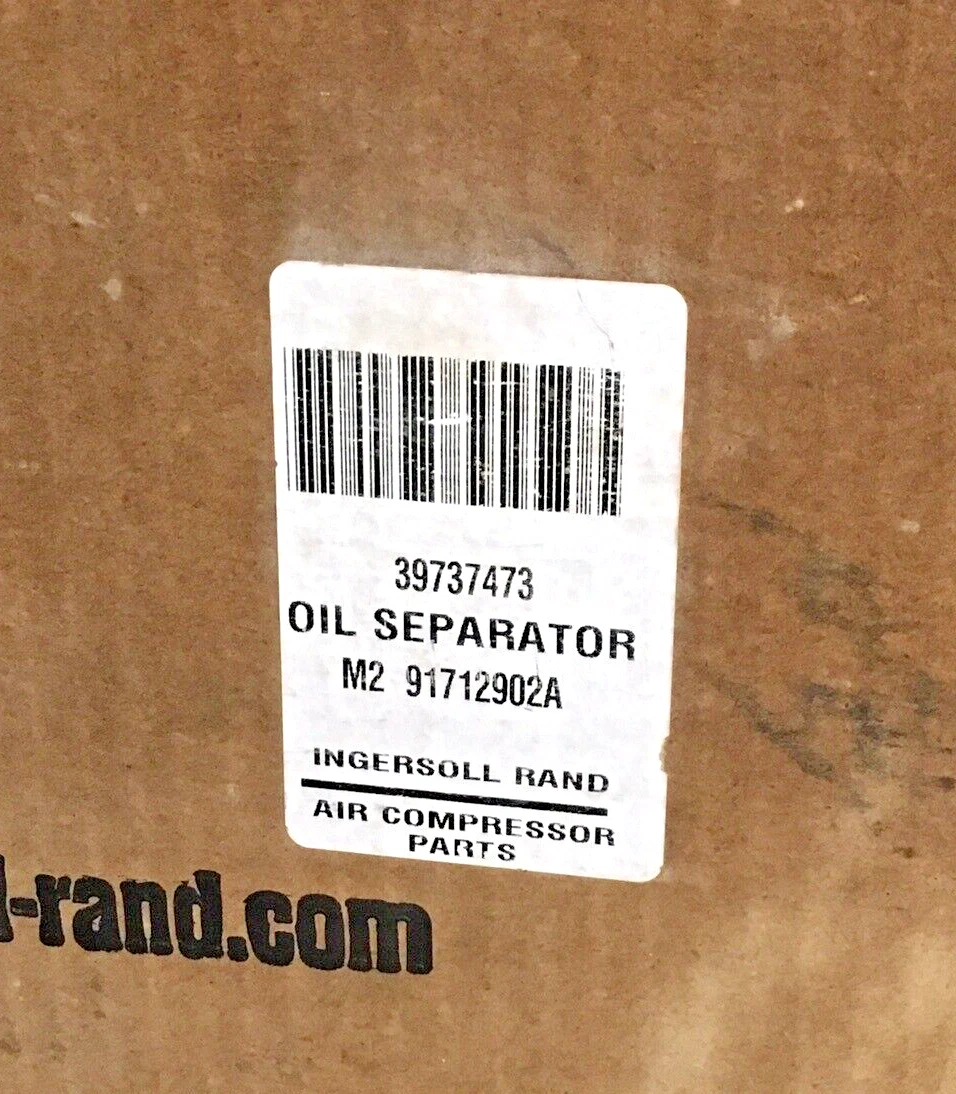 39737473
OIL SEPARATOR
M2 91712902A
INGERSOLL RAND
AIR COMPRESSOR
PARTS
l-rand.com